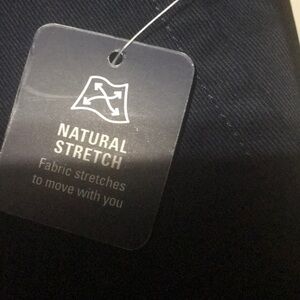 NATURAL
STRETCH
Fabric stretches
to move with you